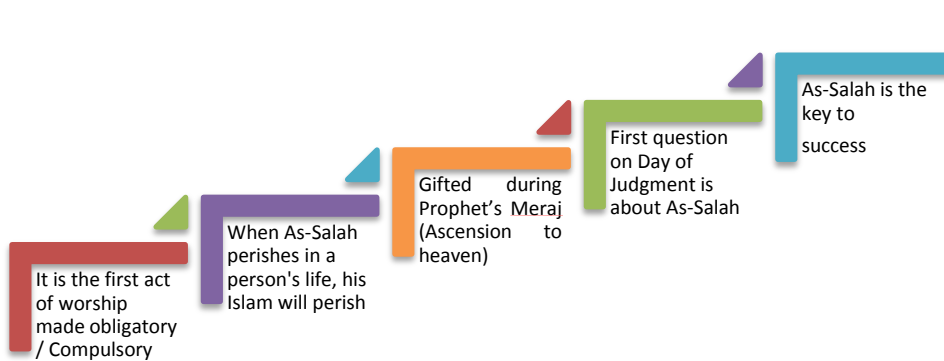 It is the first act
of worship
made obligatory
/ Compulsory
When As-Salah
perishes in a
person's life, his
Islam will perish
Gifted during
Prophet's Meraj
(Ascension to
heaven)
First question
on Day of
Judgment is
about As-Salah
As-Salah is the
key to
success